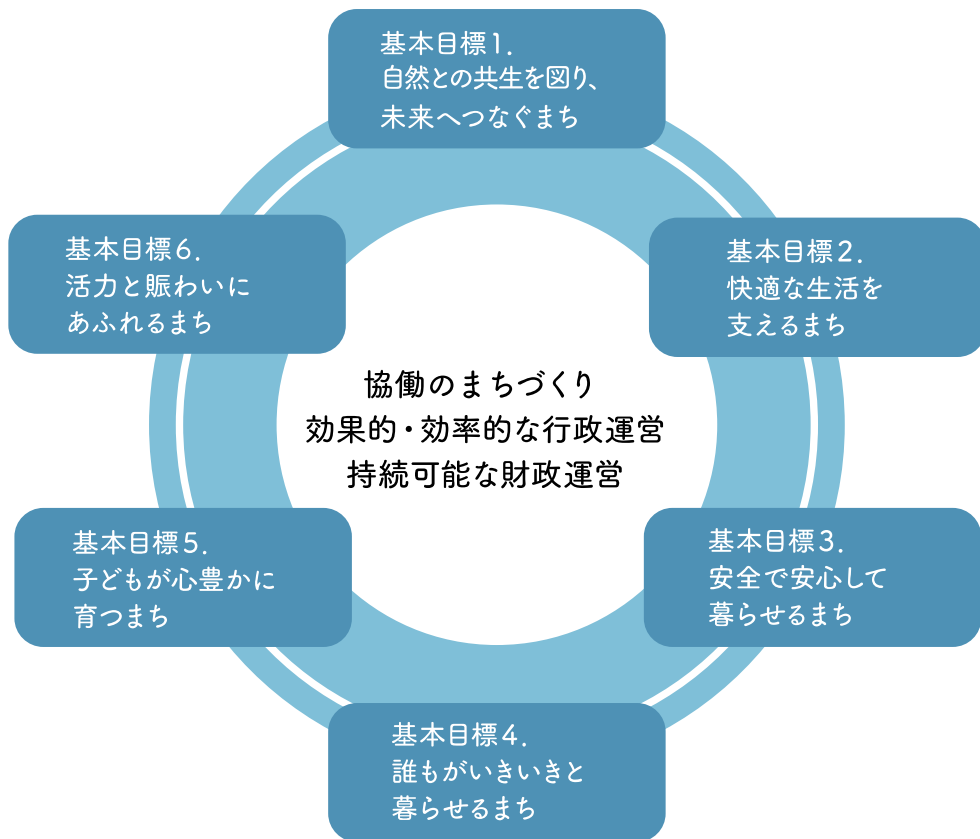 基本目標1.
自然との共生を図り、
未来へつなぐまち
基本目標2.
快適な生活を
支えるまち
基本目標3.
安全で安心して
暮らせるまち
基本目標4.
誰もがいきいきと
暮らせるまち
基本目標5.
子どもが心豊かに
育つまち
基本目標6.
活力と賑わいに
あふれるまち
協働のまちづくり
効果的・効率的な行政運営
持続可能な財政運営